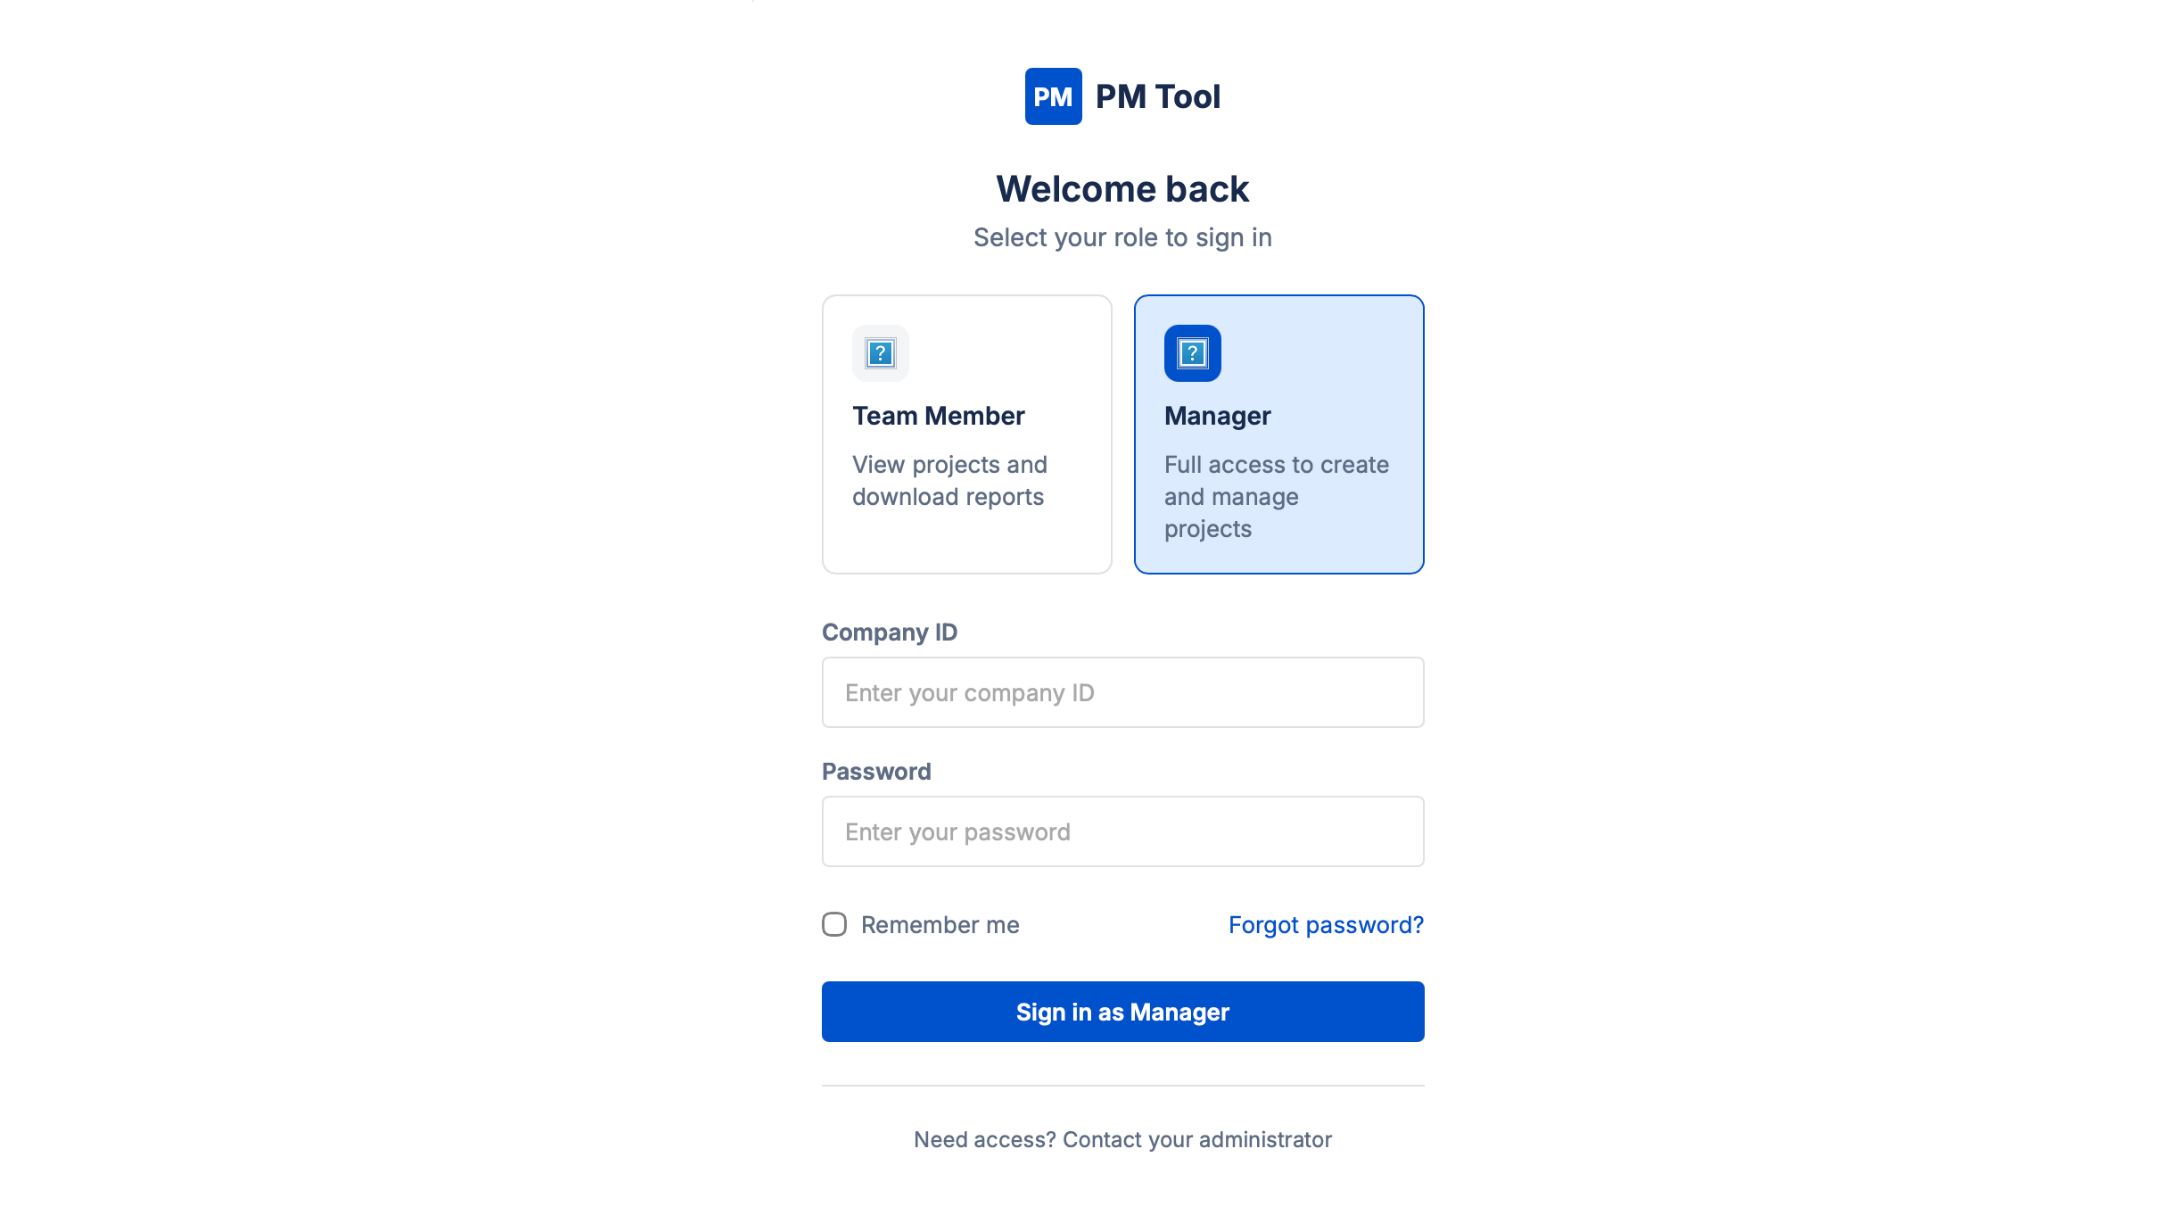 PM PM Tool
Welcome back
Select your role to sign in
?
Team Member
View projects and
download reports
?
Manager
Full access to create
and manage
projects
Company ID
Enter your company ID
Password
Enter your password
Remember me
Forgot password?
Sign in as Manager
Need access? Contact your administrator